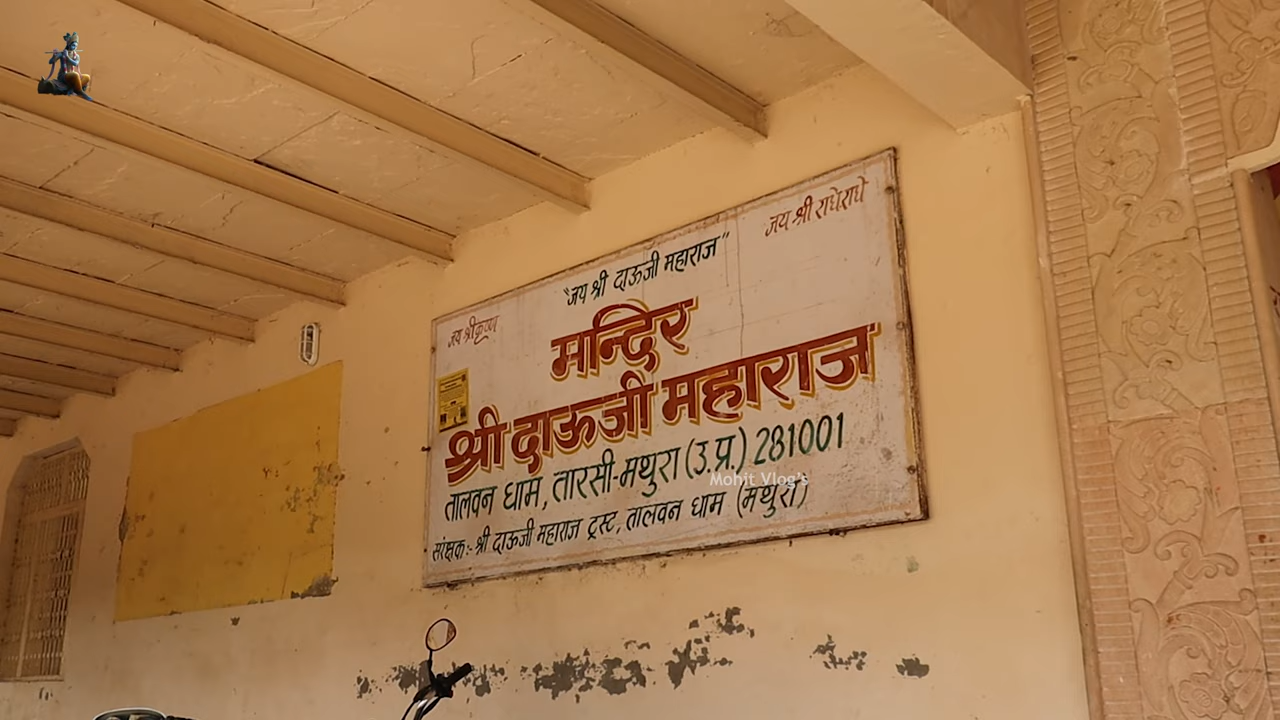 "जय श्री दाऊजी महाराज"
जय श्री राधे राधे
जय श्री कृष्ण
मन्दिर
श्री दाऊजी महाराज
तालवन धाम, तारसी-मथुरा (उ.प्र.) 281001
Mohit Vlog's
संरक्षक:- श्री दाऊजी महाराज ट्रस्ट, तालवन धाम (मथुरा)